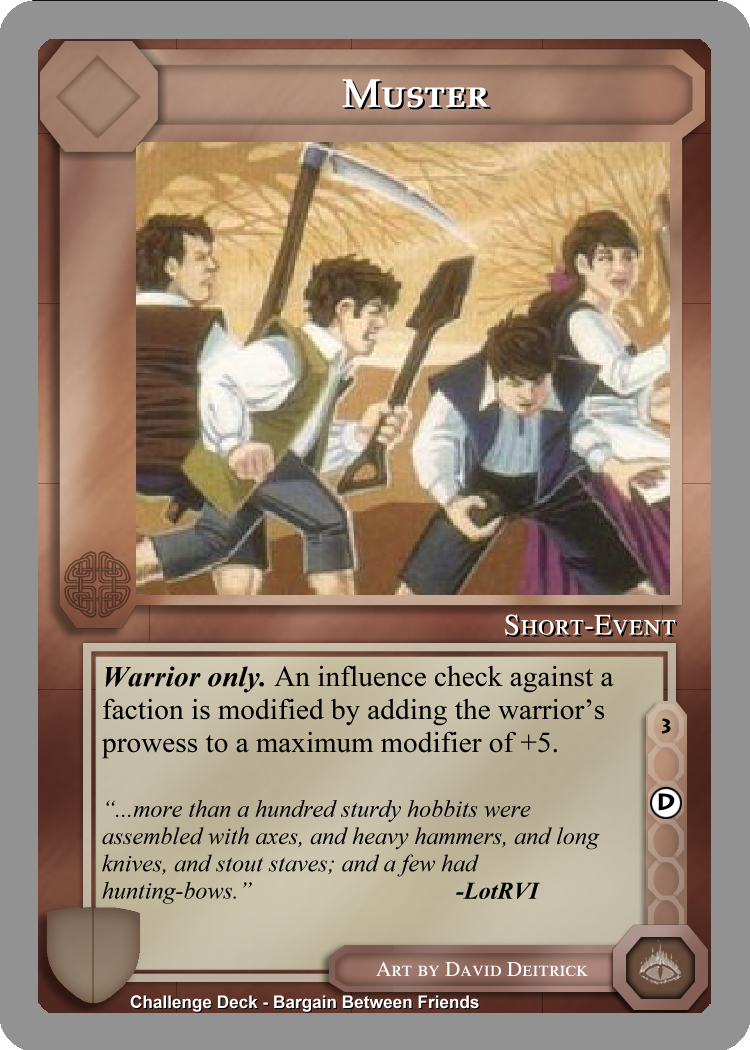 Muster
Short-Event
Warrior only. An influence check against a
faction is modified by adding the warrior's
prowess to a maximum modifier of +5.
3
D
“...more than a hundred sturdy hobbits were
assembled with axes, and heavy hammers, and long
knives, and stout staves; and a few had
hunting-bows.” -LotRVI
Art by David Deitrick
Challenge Deck - Bargain Between Friends